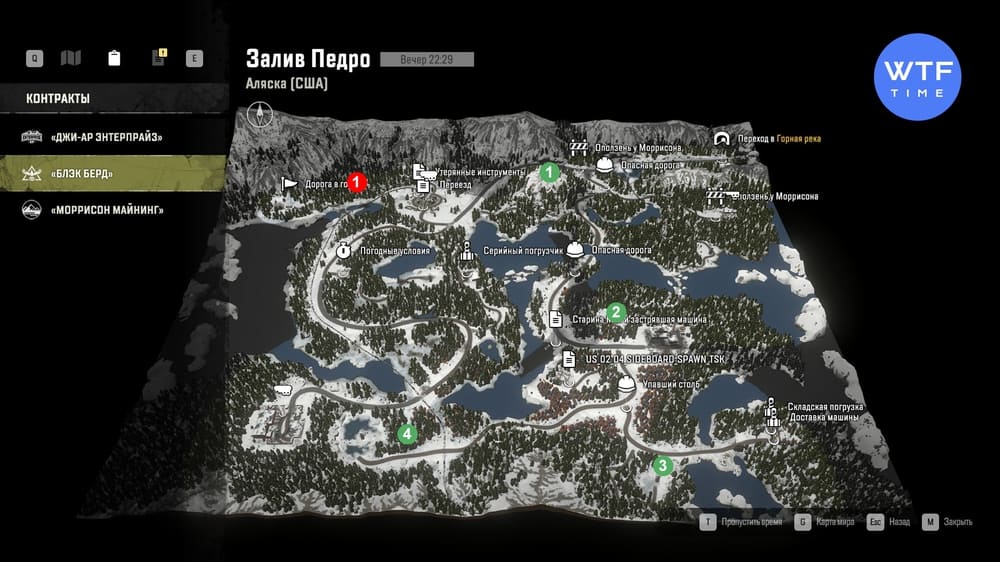 Q
E
Залив Педро
Вечер 22:29
Аляска (США)
WTF
TIME
КОНТРАКТЫ
«ДЖИ-АР ЭНТЕРПРАЙЗ»
«БЛЭК БЕРД»
«МОРРИСОН МАЙНИНГ»
Переход в Горная река
Оползень у Моррисона
Опасная дорога
Утерянные инструменты
1
Дорога в го
1
Переезд
Оползень у Моррисона
Погодные условия
Серийный погрузчик
Опасная дорога
2
Старина
застрявшая машина
US_02_04_SIDEBOARD_SPAWN_TSK
Упавший столб
Складская погрузка
Доставка машины
4
3
T Пропустить время
G Карта мира
Esc Назад
M Закрыть